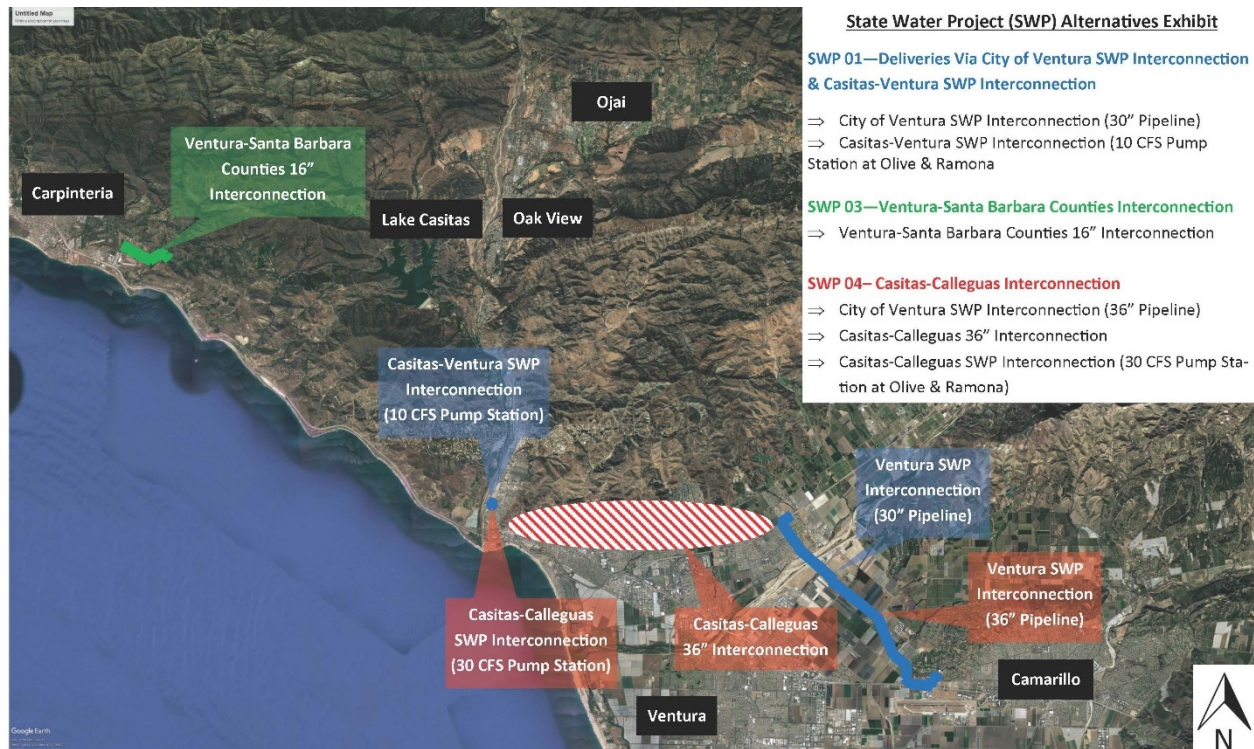 Untitled Map
State Water Project (SWP) Alternatives Exhibit
SWP 01—Deliveries Via City of Ventura SWP Interconnection
& Casitas-Ventura SWP Interconnection
⇒ City of Ventura SWP Interconnection (30” Pipeline)
⇒ Casitas-Ventura SWP Interconnection (10 CFS Pump
Station at Olive & Ramona
SWP 03—Ventura-Santa Barbara Counties Interconnection
⇒ Ventura-Santa Barbara Counties 16” Interconnection
SWP 04– Casitas-Calleguas Interconnection
⇒ City of Ventura SWP Interconnection (36” Pipeline)
⇒ Casitas-Calleguas 36” Interconnection
⇒ Casitas-Calleguas SWP Interconnection (30 CFS Pump Sta-
tion at Olive & Ramona)
Ojai
Ventura-Santa Barbara
Counties 16”
Interconnection
Carpinteria
Lake Casitas
Oak View
Casitas-Ventura SWP
Interconnection
(10 CFS Pump Station)
Ventura SWP
Interconnection
(30” Pipeline)
Ventura SWP
Interconnection
(36” Pipeline)
Casitas-Calleguas
SWP Interconnection
(30 CFS Pump Station)
Casitas-Calleguas
36” Interconnection
Camarillo
Ventura
Google Earth
N